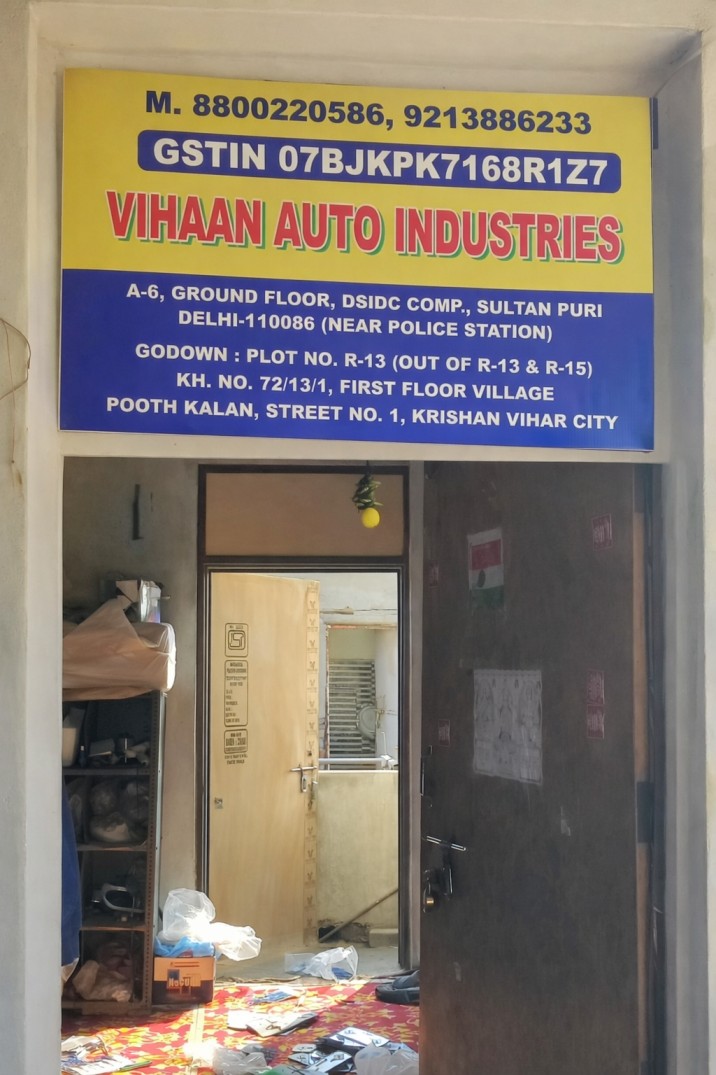 M. 8800220586, 9213886233
GSTIN 07BJKPK7168R1Z7
VIHAAN AUTO INDUSTRIES
A-6, GROUND FLOOR, DSIDC COMP., SULTAN PURI
DELHI-110086 (NEAR POLICE STATION)
GODOWN : PLOT NO. R-13 (OUT OF R-13 & R-15)
KH. NO. 72/13/1, FIRST FLOOR VILLAGE
POOTH KALAN, STREET NO. 1, KRISHAN VIHAR CITY